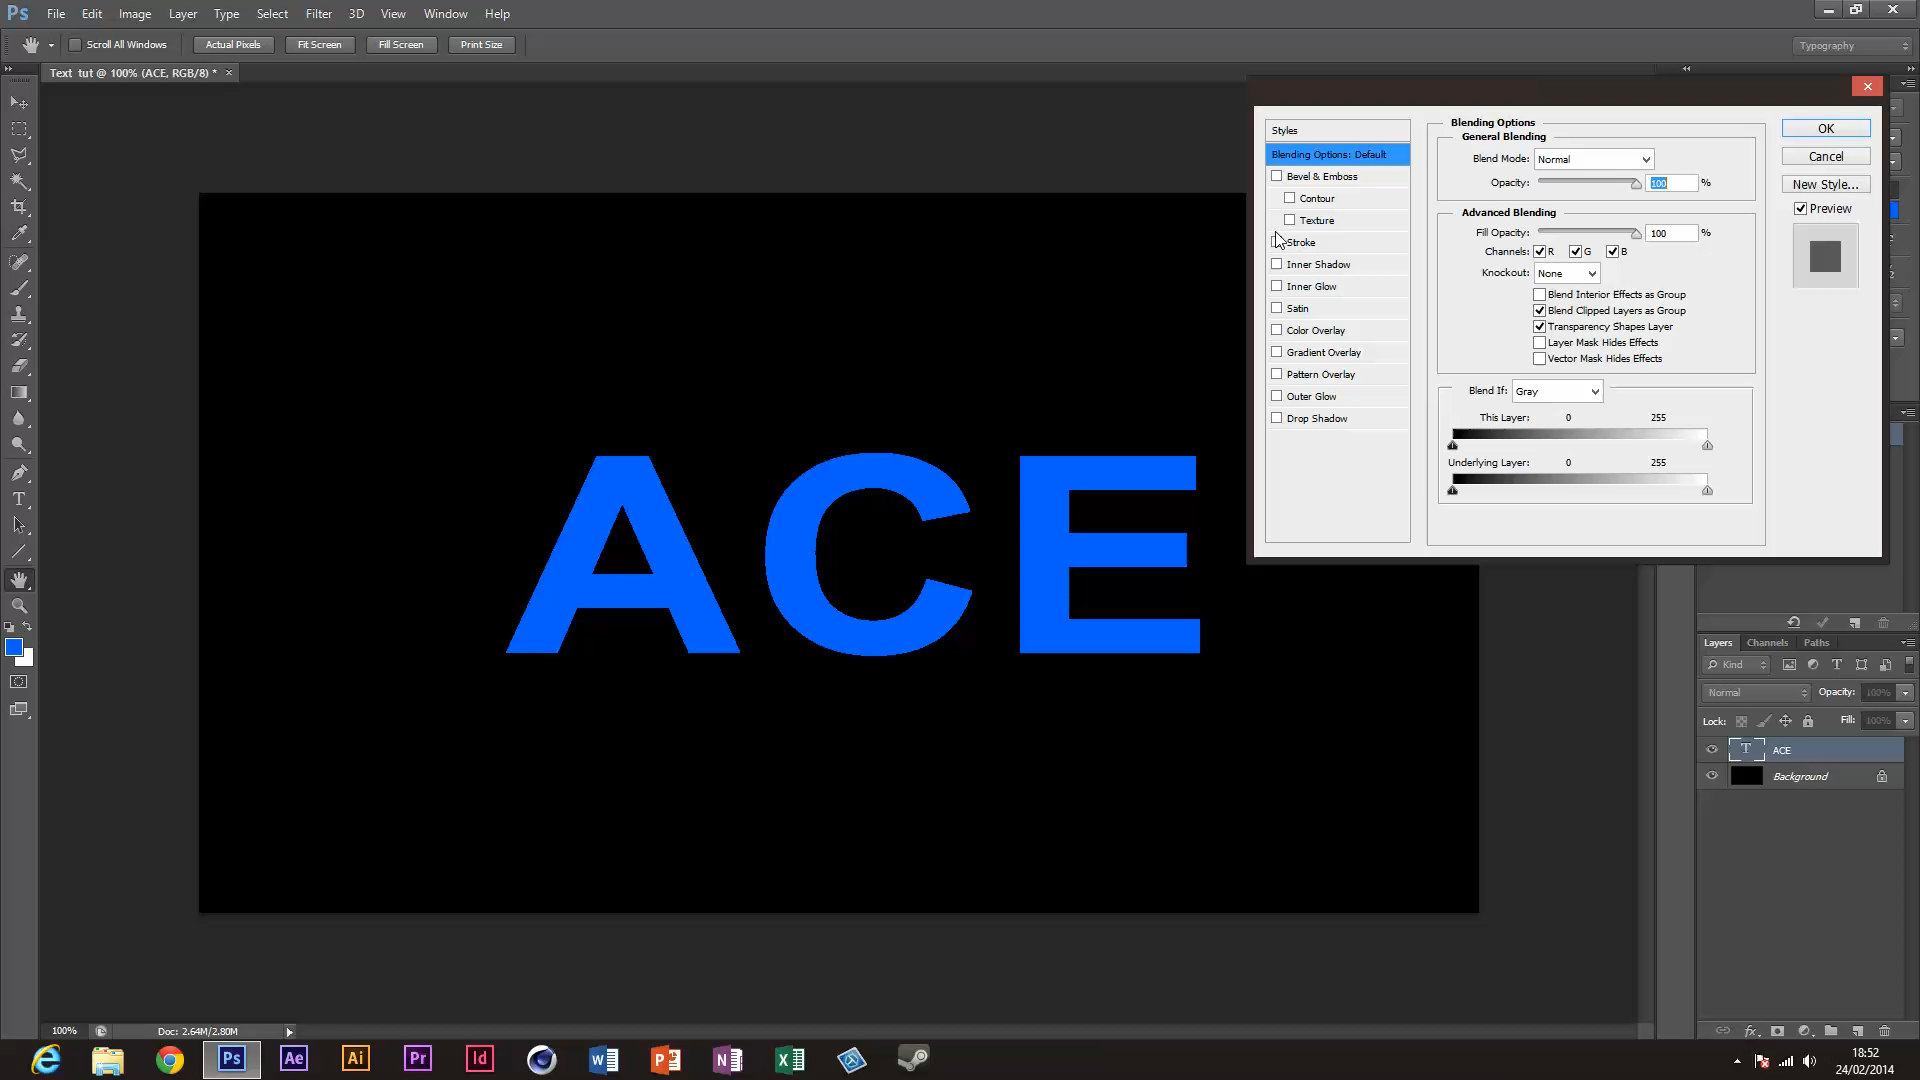 Ps File Edit Image Layer Type Select Filter 3D View Window Help
Scroll All Windows Actual Pixels Fit Screen Fill Screen Print Size Typography
Text tut @ 100% (ACE, RGB/8) * ×
Styles
Blending Options: Default
Bevel & Emboss
Contour
Texture
Stroke
Inner Shadow
Inner Glow
Satin
Color Overlay
Gradient Overlay
Pattern Overlay
Outer Glow
Drop Shadow
Blending Options
General Blending
Blend Mode: Normal
Opacity: 100 %
Advanced Blending
Fill Opacity: 100 %
Channels: R G B
Knockout: None
Blend Interior Effects as Group
Blend Clipped Layers as Group
Transparency Shapes Layer
Layer Mask Hides Effects
Vector Mask Hides Effects
Blend If: Gray
This Layer: 0 255
Underlying Layer: 0 255
OK
Cancel
New Style...
Preview
ACE
Layers Channels Paths
Kind
Normal Opacity: 100%
Lock: Fill: 100%
T ACE
Background
100% Doc: 2.64M/2.80M
Ps Ae Ai Pr Id
18:52
24/02/2014